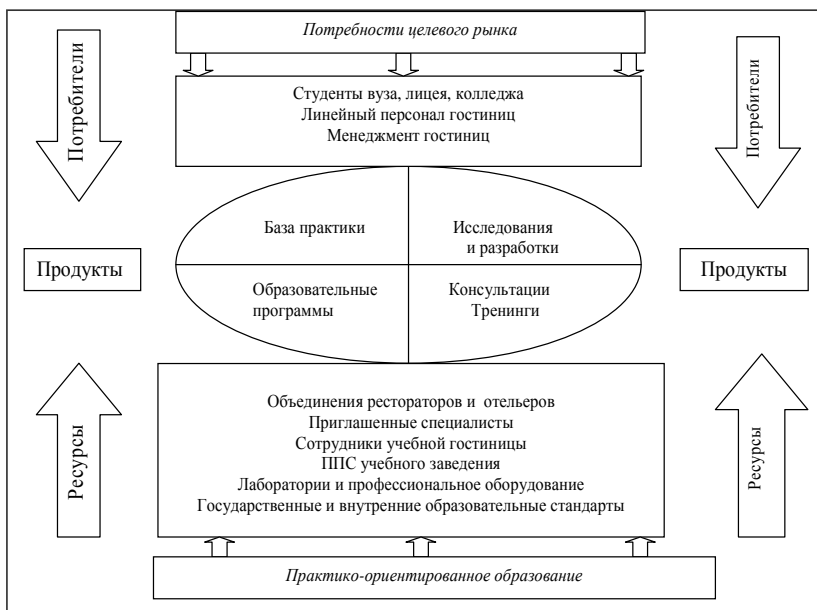 Потребности целевого рынка
Потребители
Студенты вуза, лицея, колледжа
Линейный персонал гостиниц
Менеджмент гостиниц
Потребители
База практики
Исследования
и разработки
Продукты
Продукты
Образовательные
программы
Консультации
Тренинги
Ресурсы
Объединения рестораторов и отельеров
Приглашенные специалисты
Сотрудники учебной гостиницы
ППС учебного заведения
Лаборатории и профессиональное оборудование
Государственные и внутренние образовательные стандарты
Ресурсы
Практико-ориентированное образование